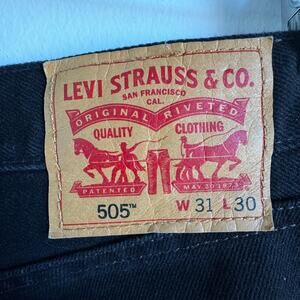 LEVI STRAUSS & CO.
SAN FRANCISCO
CAL.
ORIGINAL RIVETED
QUALITY CLOTHING
PATENTED MAY 20 1873
505™ W 31 L 30